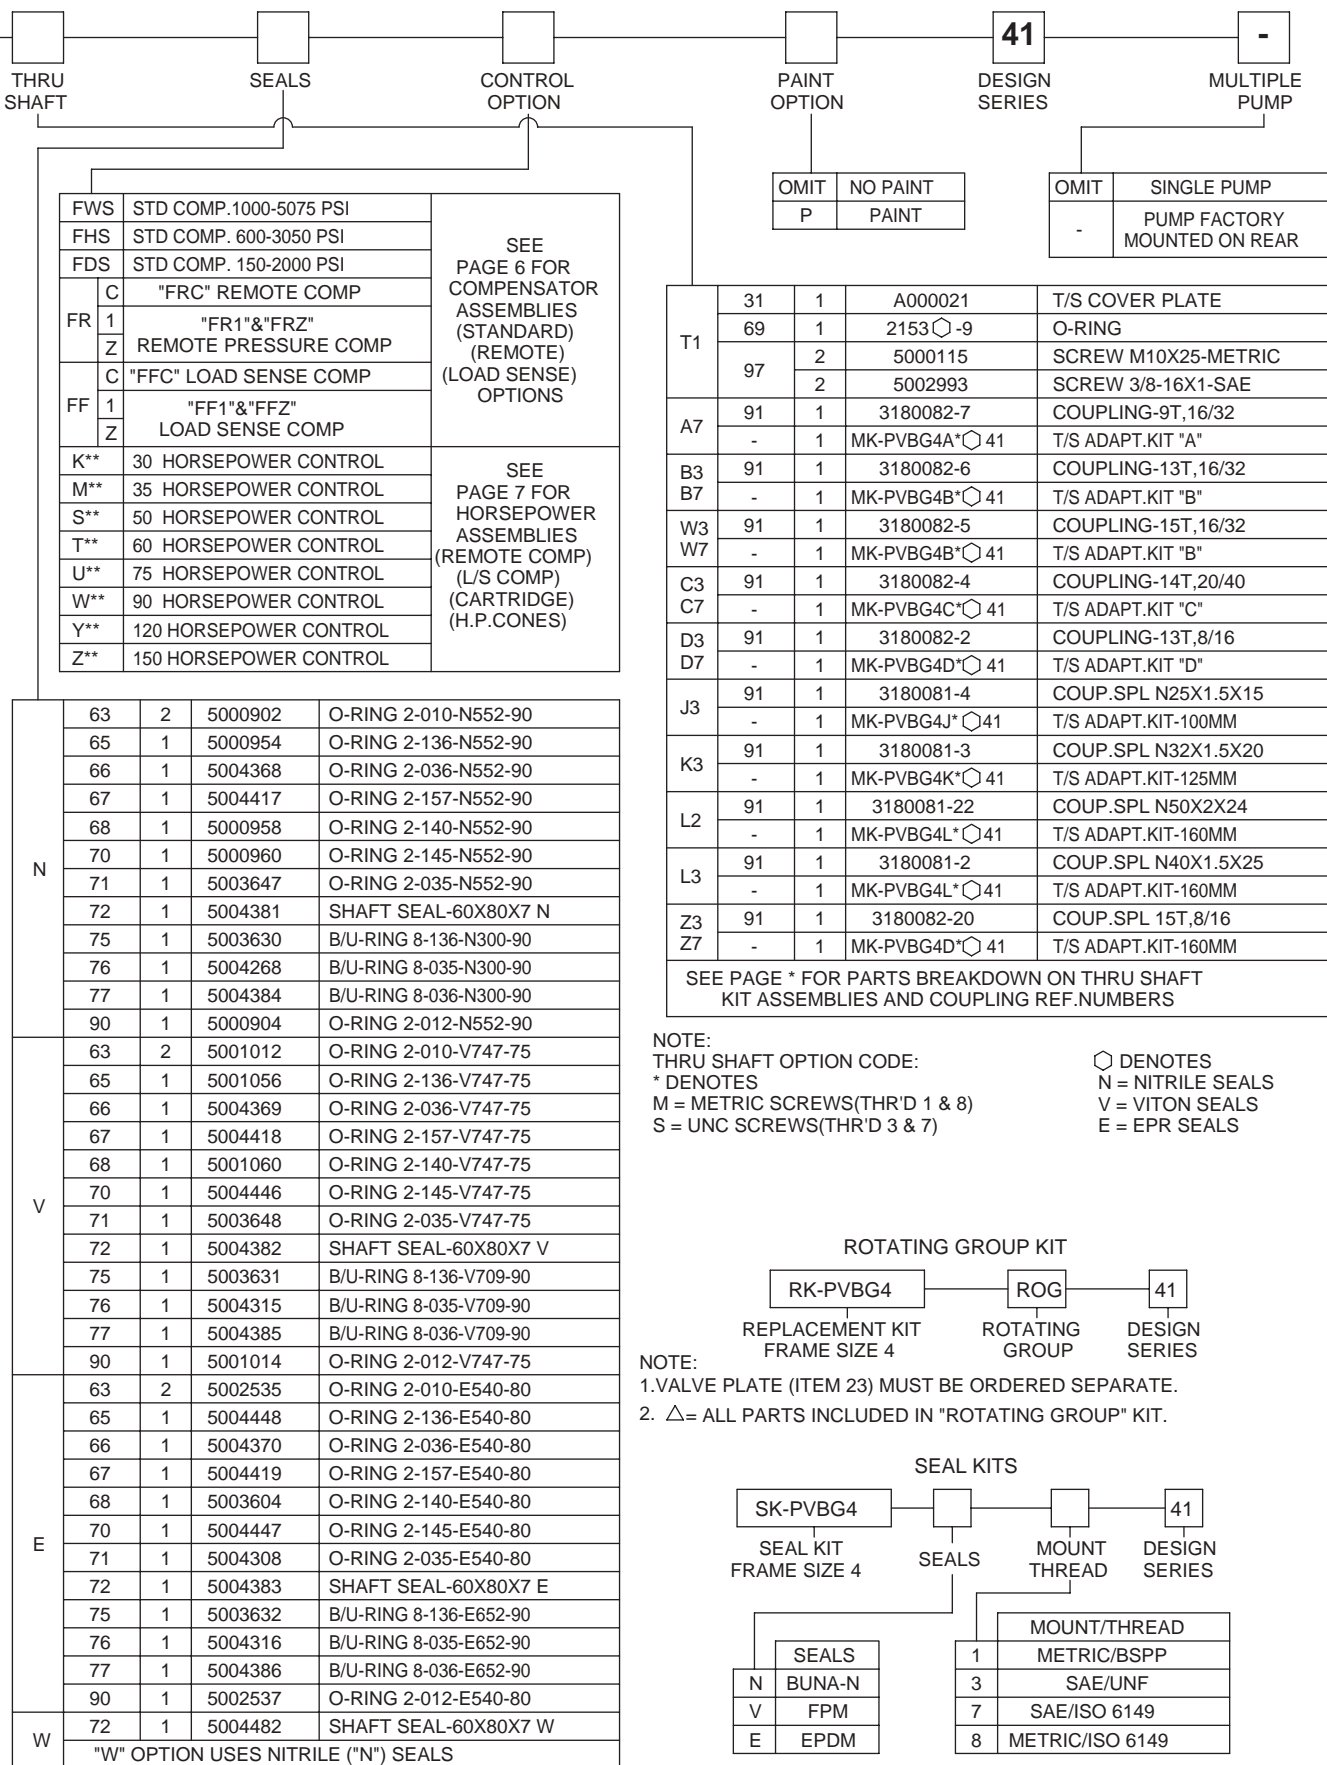 THRU SHAFT
SEALS
CONTROL OPTION
PAINT OPTION
41
DESIGN SERIES
-
MULTIPLE PUMP
OMIT NO PAINT
P PAINT
OMIT SINGLE PUMP
- PUMP FACTORY MOUNTED ON REAR
FWS STD COMP.1000-5075 PSI
FHS STD COMP. 600-3050 PSI
FDS STD COMP. 150-2000 PSI
FR
C "FRC" REMOTE COMP
1 "FR1"&"FRZ"
Z REMOTE PRESSURE COMP
FF
C "FFC" LOAD SENSE COMP
1 "FF1"&"FFZ"
Z LOAD SENSE COMP
SEE
PAGE 6 FOR
COMPENSATOR
ASSEMBLIES
(STANDARD)
(REMOTE)
(LOAD SENSE)
OPTIONS
K** 30 HORSEPOWER CONTROL
M** 35 HORSEPOWER CONTROL
S** 50 HORSEPOWER CONTROL
T** 60 HORSEPOWER CONTROL
U** 75 HORSEPOWER CONTROL
W** 90 HORSEPOWER CONTROL
Y** 120 HORSEPOWER CONTROL
Z** 150 HORSEPOWER CONTROL
SEE
PAGE 7 FOR
HORSEPOWER
ASSEMBLIES
(REMOTE COMP)
(L/S COMP)
(CARTRIDGE)
(H.P.CONES)
T1
31 1 A000021 T/S COVER PLATE
69 1 2153⬡-9 O-RING
97 2 5000115 SCREW M10X25-METRIC
2 5002993 SCREW 3/8-16X1-SAE
A7
91 1 3180082-7 COUPLING-9T,16/32
- 1 MK-PVBG4A*⬡ 41 T/S ADAPT.KIT "A"
B3 B7
91 1 3180082-6 COUPLING-13T,16/32
- 1 MK-PVBG4B*⬡ 41 T/S ADAPT.KIT "B"
W3 W7
91 1 3180082-5 COUPLING-15T,16/32
- 1 MK-PVBG4B*⬡ 41 T/S ADAPT.KIT "B"
C3 C7
91 1 3180082-4 COUPLING-14T,20/40
- 1 MK-PVBG4C*⬡ 41 T/S ADAPT.KIT "C"
D3 D7
91 1 3180082-2 COUPLING-13T,8/16
- 1 MK-PVBG4D*⬡ 41 T/S ADAPT.KIT "D"
J3
91 1 3180081-4 COUP.SPL N25X1.5X15
- 1 MK-PVBG4J*⬡41 T/S ADAPT.KIT-100MM
K3
91 1 3180081-3 COUP.SPL N32X1.5X20
- 1 MK-PVBG4K*⬡ 41 T/S ADAPT.KIT-125MM
L2
91 1 3180081-22 COUP.SPL N50X2X24
- 1 MK-PVBG4L*⬡41 T/S ADAPT.KIT-160MM
L3
91 1 3180081-2 COUP.SPL N40X1.5X25
- 1 MK-PVBG4L*⬡41 T/S ADAPT.KIT-160MM
Z3 Z7
91 1 3180082-20 COUP.SPL 15T,8/16
- 1 MK-PVBG4D*⬡ 41 T/S ADAPT.KIT-160MM
SEE PAGE * FOR PARTS BREAKDOWN ON THRU SHAFT
KIT ASSEMBLIES AND COUPLING REF.NUMBERS
N
63 2 5000902 O-RING 2-010-N552-90
65 1 5000954 O-RING 2-136-N552-90
66 1 5004368 O-RING 2-036-N552-90
67 1 5004417 O-RING 2-157-N552-90
68 1 5000958 O-RING 2-140-N552-90
70 1 5000960 O-RING 2-145-N552-90
71 1 5003647 O-RING 2-035-N552-90
72 1 5004381 SHAFT SEAL-60X80X7 N
75 1 5003630 B/U-RING 8-136-N300-90
76 1 5004268 B/U-RING 8-035-N300-90
77 1 5004384 B/U-RING 8-036-N300-90
90 1 5000904 O-RING 2-012-N552-90
V
63 2 5001012 O-RING 2-010-V747-75
65 1 5001056 O-RING 2-136-V747-75
66 1 5004369 O-RING 2-036-V747-75
67 1 5004418 O-RING 2-157-V747-75
68 1 5001060 O-RING 2-140-V747-75
70 1 5004446 O-RING 2-145-V747-75
71 1 5003648 O-RING 2-035-V747-75
72 1 5004382 SHAFT SEAL-60X80X7 V
75 1 5003631 B/U-RING 8-136-V709-90
76 1 5004315 B/U-RING 8-035-V709-90
77 1 5004385 B/U-RING 8-036-V709-90
90 1 5001014 O-RING 2-012-V747-75
E
63 2 5002535 O-RING 2-010-E540-80
65 1 5004448 O-RING 2-136-E540-80
66 1 5004370 O-RING 2-036-E540-80
67 1 5004419 O-RING 2-157-E540-80
68 1 5003604 O-RING 2-140-E540-80
70 1 5004447 O-RING 2-145-E540-80
71 1 5004308 O-RING 2-035-E540-80
72 1 5004383 SHAFT SEAL-60X80X7 E
75 1 5003632 B/U-RING 8-136-E652-90
76 1 5004316 B/U-RING 8-035-E652-90
77 1 5004386 B/U-RING 8-036-E652-90
90 1 5002537 O-RING 2-012-E540-80
W
72 1 5004482 SHAFT SEAL-60X80X7 W
"W" OPTION USES NITRILE ("N") SEALS
NOTE:
THRU SHAFT OPTION CODE:
* DENOTES
M = METRIC SCREWS(THR'D 1 & 8)
S = UNC SCREWS(THR'D 3 & 7)
⬡ DENOTES
N = NITRILE SEALS
V = VITON SEALS
E = EPR SEALS
ROTATING GROUP KIT
RK-PVBG4 ROG 41
REPLACEMENT KIT FRAME SIZE 4
ROTATING GROUP
DESIGN SERIES
NOTE:
1.VALVE PLATE (ITEM 23) MUST BE ORDERED SEPARATE.
2. △= ALL PARTS INCLUDED IN "ROTATING GROUP" KIT.
SEAL KITS
SK-PVBG4 41
SEAL KIT FRAME SIZE 4
SEALS
MOUNT THREAD
DESIGN SERIES
SEALS
N BUNA-N
V FPM
E EPDM
MOUNT/THREAD
1 METRIC/BSPP
3 SAE/UNF
7 SAE/ISO 6149
8 METRIC/ISO 6149